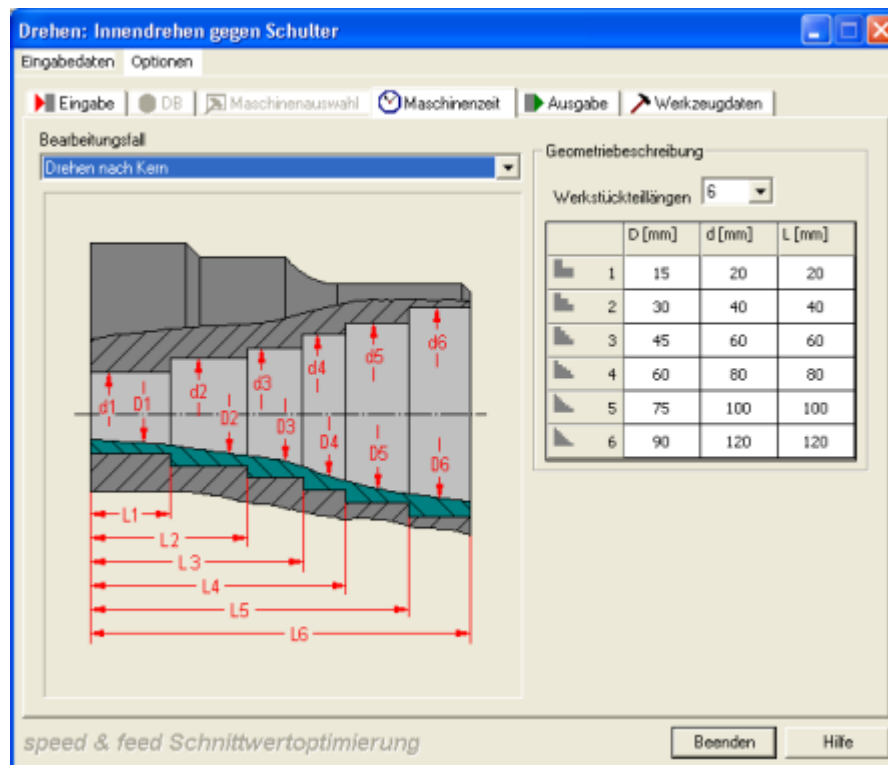 Drehen: Innendrehen gegen Schulter
Eingabedaten Optionen
Eingabe DB Maschinenauswahl Maschinenzeit Ausgabe Werkzeugdaten
Bearbeitungsfall
Drehen nach Kern
Geometriebeschreibung
Werkstückteillängen 6
D [mm] d [mm] L [mm]
1 15 20 20
2 30 40 40
3 45 60 60
4 60 80 80
5 75 100 100
6 90 120 120
d1 D1 d2 D2 d3 D3 d4 D4 d5 D5 d6 D6
L1
L2
L3
L4
L5
L6
speed & feed Schnittwertoptimierung
Beenden Hilfe